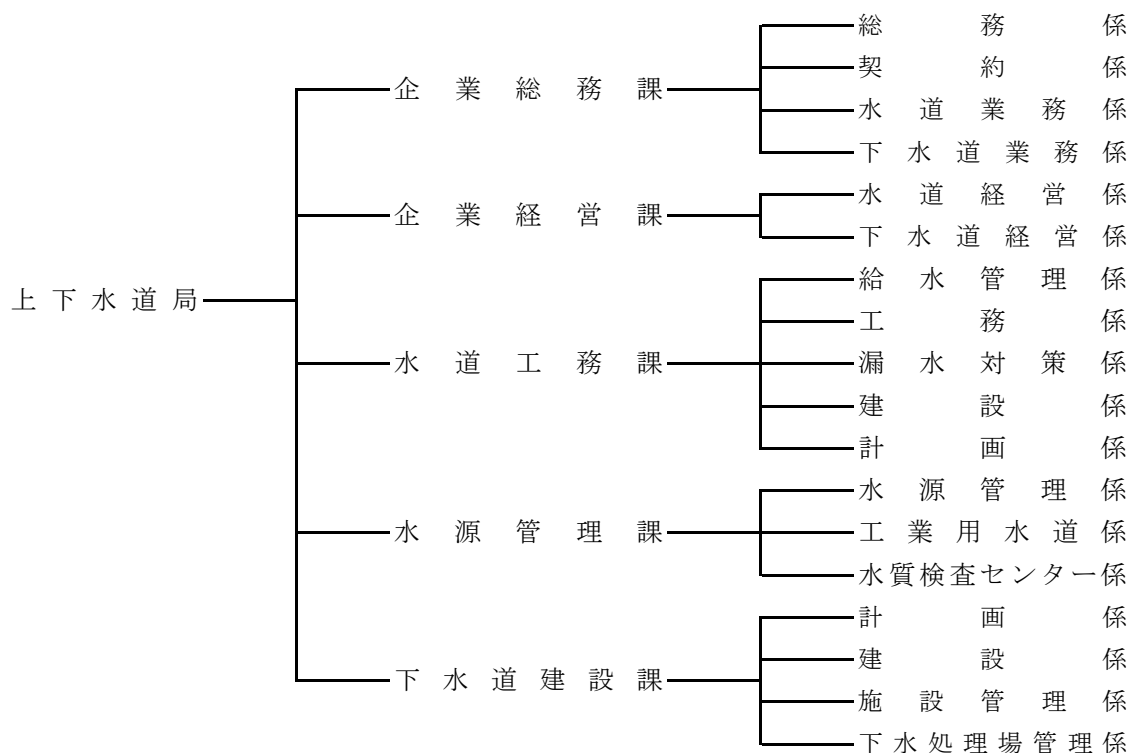 上下水道局
企業総務課
総務係
契約係
水道業務係
下水道業務係
企業経営課
水道経営係
下水道経営係
水道工務課
給水管理係
工務係
漏水対策係
建設係
計画係
水源管理課
水源管理係
工業用水道係
水質検査センター係
下水道建設課
計画係
建設係
施設管理係
下水処理場管理係